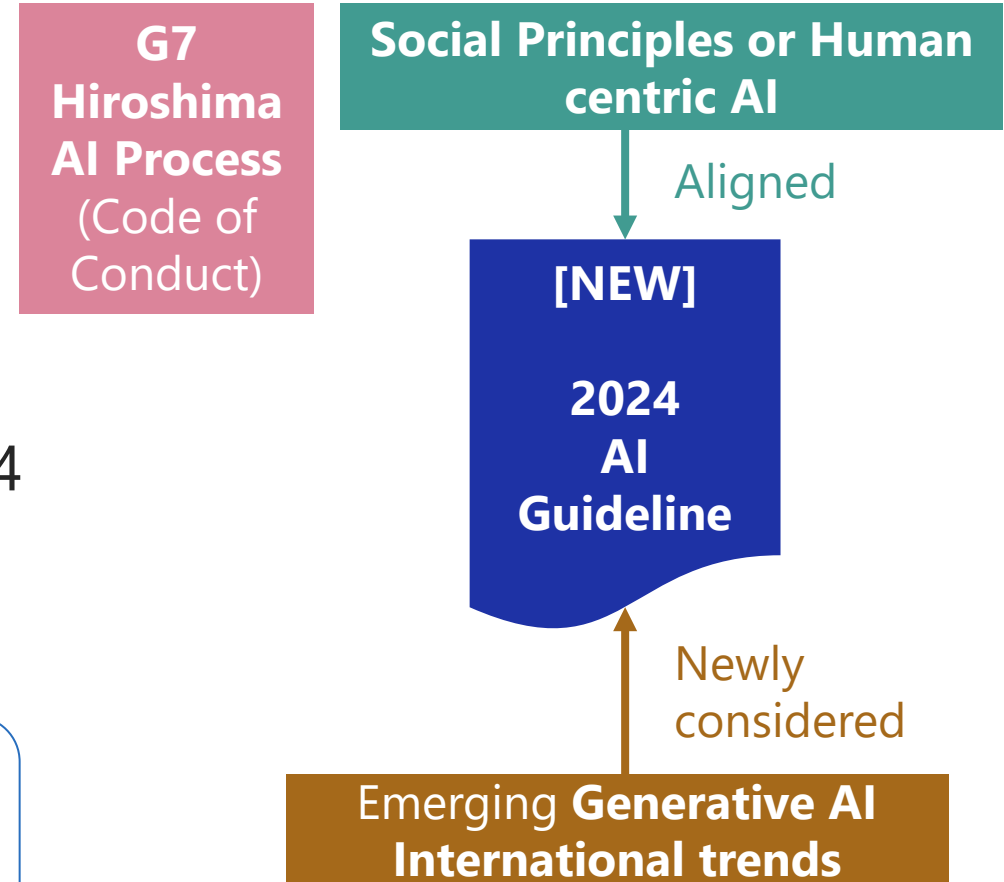 G7
Hiroshima
AI Process
(Code of
Conduct)
Social Principles or Human
centric AI
Aligned
[NEW]
2024
AI
Guideline
4
Newly
considered
Emerging Generative AI
International trends